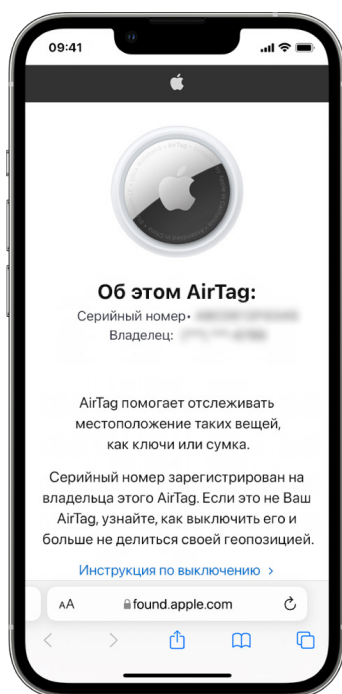 09:41
Об этом AirTag:
Серийный номер:
Владелец:
AirTag помогает отслеживать
местоположение таких вещей,
как ключи или сумка.
Серийный номер зарегистрирован на
владельца этого AirTag. Если это не Ваш
AirTag, узнайте, как выключить его и
больше не делиться своей геопозицией.
Инструкция по выключению >
AA found.apple.com